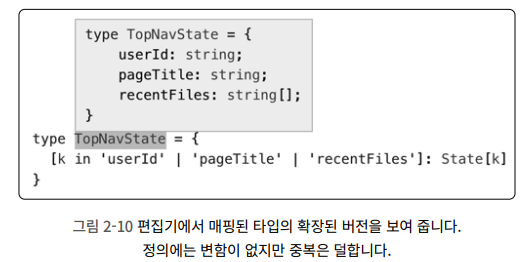 type TopNavState = {
    userId: string;
    pageTitle: string;
    recentFiles: string[];
}
type TopNavState = {
  [k in 'userId' | 'pageTitle' | 'recentFiles']: State[k]
}
그림 2-10 편집기에서 매핑된 타입의 확장된 버전을 보여 줍니다.
정의에는 변함이 없지만 중복은 덜합니다.